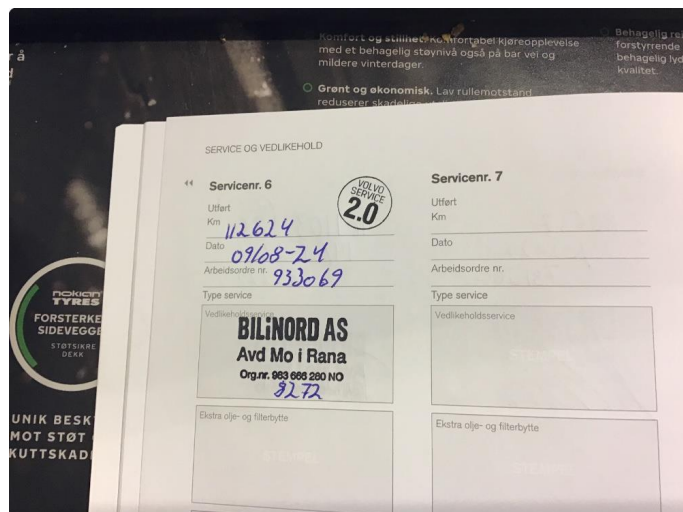 Komfort og stillhet. Komfortabel kjøreopplevelse
med et behagelig støynivå også på bar vei og
mildere vinterdager.
Grønt og økonomisk. Lav rullemotstand
reduserer
Behagelig
forstyrrende
behagelig lyd
kvalitet.
SERVICE OG VEDLIKEHOLD
Servicenr. 6
VOLVO
SERVICE
2.0
Utført
Km 112624
Dato 09/08-21
Arbeidsordre nr. 933069
Type service
Vedlikeholdsservice
BILiNORD AS
Avd Mo i Rana
Org.nr. 983 666 280 NO
8272
Ekstra olje- og filterbytte
Servicenr. 7
Utført
Km
Dato
Arbeidsordre nr.
Type service
Vedlikeholdsservice
STEMPEL
Ekstra olje- og filterbytte
nokian
TYRES
FORSTERKE
SIDEVEGGE
STØTSIKRE
DEKK
UNIK BESK
MOT STØT
KUTTSKAD